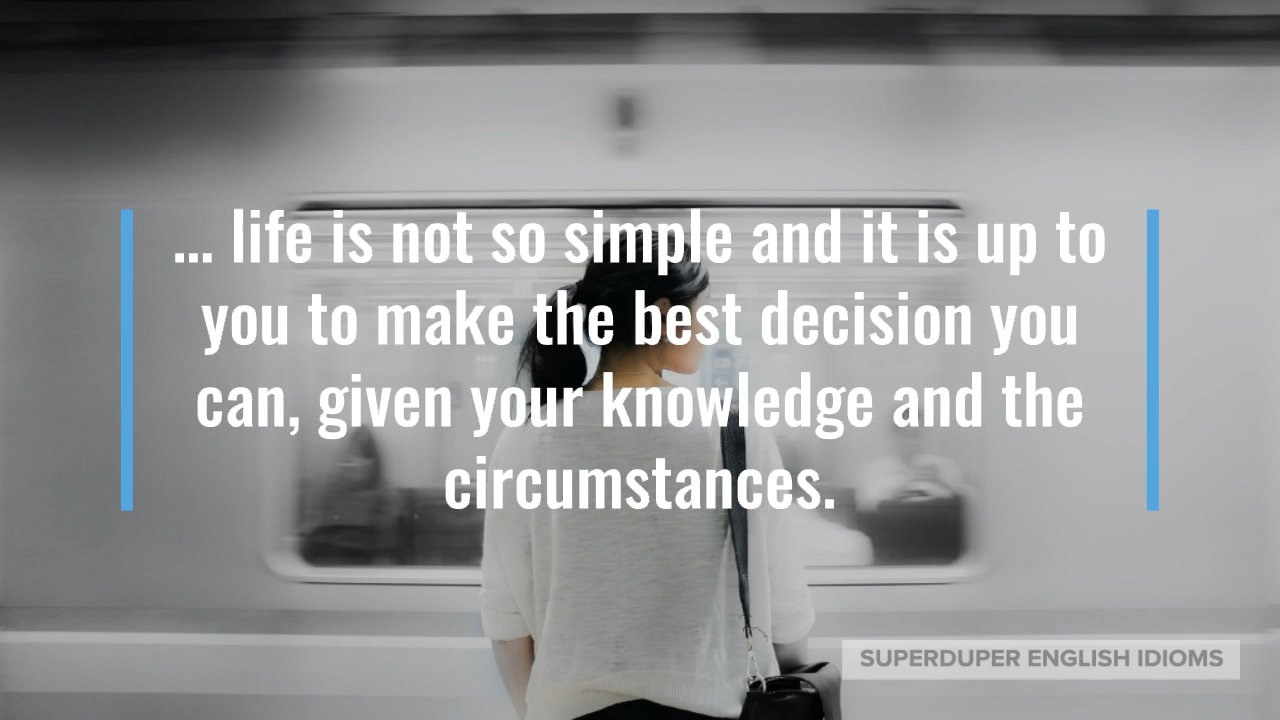 ... life is not so simple and it is up to
you to make the best decision you
can, given your knowledge and the
circumstances.
SUPERDUPER ENGLISH IDIOMS